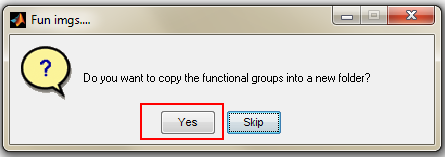 Fun imgs....
?
Do you want to copy the functional groups into a new folder?
Yes
Skip